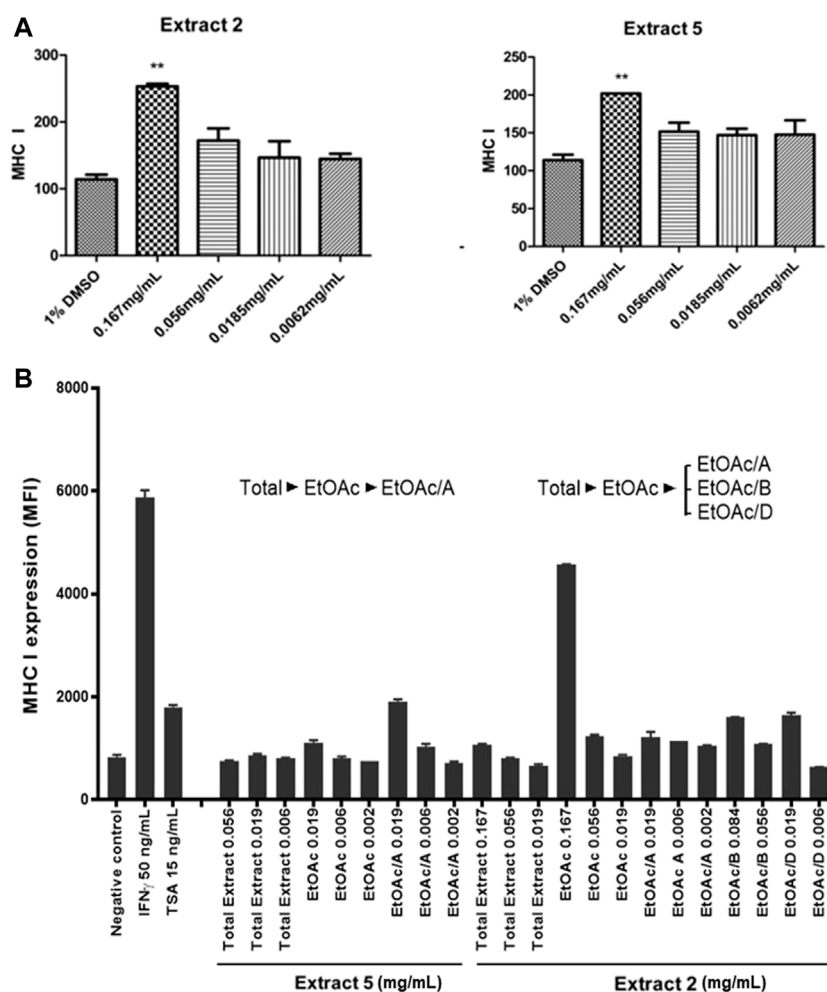 A
Extract 2
MHC I
300
200
100
0
**
1% DMSO
0.167mg/mL
0.056mg/mL
0.0185mg/mL
0.0062mg/mL
Extract 5
MHC I
250
200
150
100
50
0
**
-
1% DMSO
0.167mg/mL
0.056mg/mL
0.0185mg/mL
0.0062mg/mL
B
MHC I expression (MFI)
8000
6000
4000
2000
0
Total ► EtOAc ► EtOAc/A
Total ► EtOAc ►
EtOAc/A
EtOAc/B
EtOAc/D
Negative control
IFNγ 50 ng/mL
TSA 15 ng/mL
Total Extract 0.056
Total Extract 0.019
Total Extract 0.006
EtOAc 0.019
EtOAc 0.006
EtOAc 0.002
EtOAc/A 0.019
EtOAc/A 0.006
EtOAc/A 0.002
Total Extract 0.167
Total Extract 0.056
Total Extract 0.019
EtOAc 0.167
EtOAc 0.056
EtOAc 0.019
EtOAc/A 0.019
EtOAc A 0.006
EtOAc/A 0.002
EtOAc/B 0.084
EtOAc/B 0.056
EtOAc/D 0.019
EtOAc/D 0.006
Extract 5 (mg/mL)
Extract 2 (mg/mL)